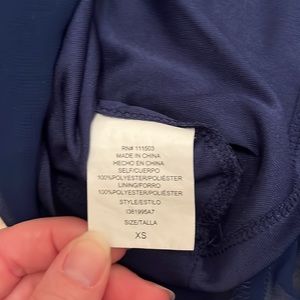 RN# 111503
MADE IN CHINA
HECHO EN CHINA
SELF/CUERPO
100%POLYESTER/POLIÉSTER
LINING/FORRO
100%POLYESTER/POLIÉSTER
STYLE/ESTILO
I361995A7
SIZE/TALLA
XS